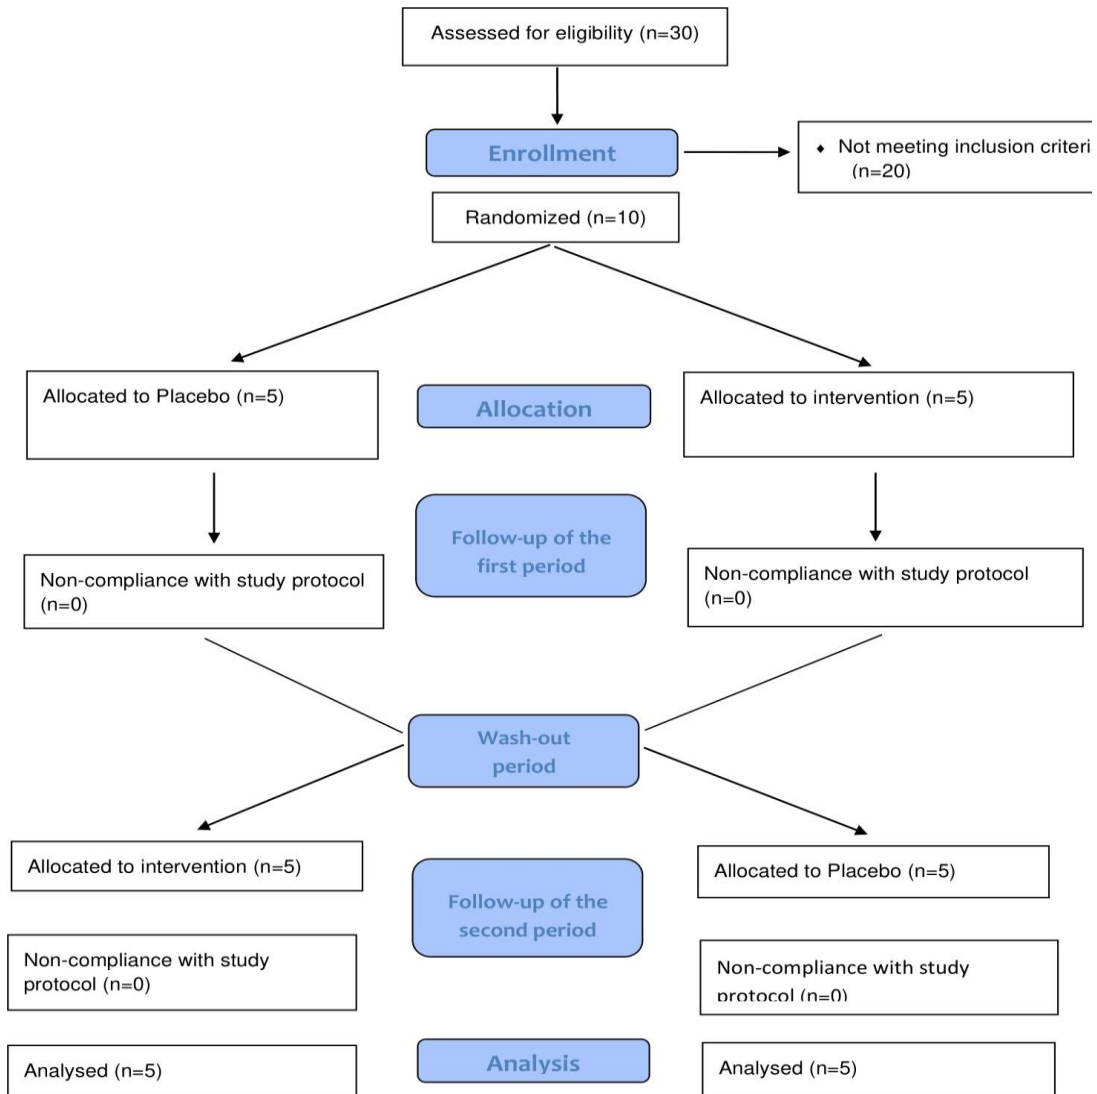 Assessed for eligibility (n=30)
Enrollment
♦ Not meeting inclusion criteri
(n=20)
Randomized (n=10)
Allocated to Placebo (n=5)
Allocation
Allocated to intervention (n=5)
Follow-up of the
first period
Non-compliance with study protocol
(n=0)
Non-compliance with study protocol
(n=0)
Wash-out
period
Allocated to intervention (n=5)
Follow-up of the
second period
Allocated to Placebo (n=5)
Non-compliance with study
protocol (n=0)
Non-compliance with study
protocol (n=0)
Analysed (n=5)
Analysis
Analysed (n=5)